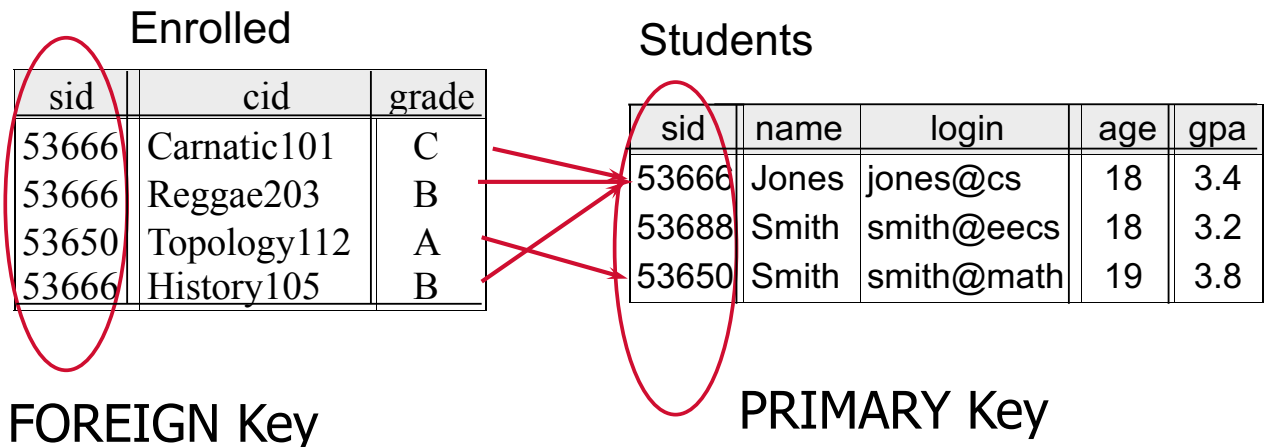 Enrolled
sid cid grade
53666 Carnatic101 C
53666 Reggae203 B
53650 Topology112 A
53666 History105 B
FOREIGN Key
Students
sid name login age gpa
53666 Jones jones@cs 18 3.4
53688 Smith smith@eecs 18 3.2
53650 Smith smith@math 19 3.8
PRIMARY Key